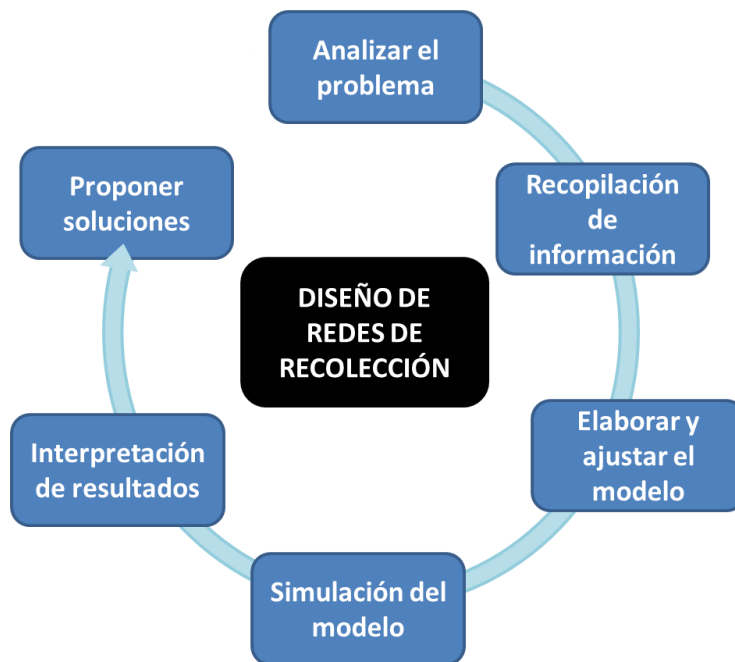 Analizar el
problema
Recopilación
de
información
Elaborar y
ajustar el
modelo
Simulación del
modelo
Interpretación
de resultados
Proponer
soluciones
DISEÑO DE
REDES DE
RECOLECCIÓN